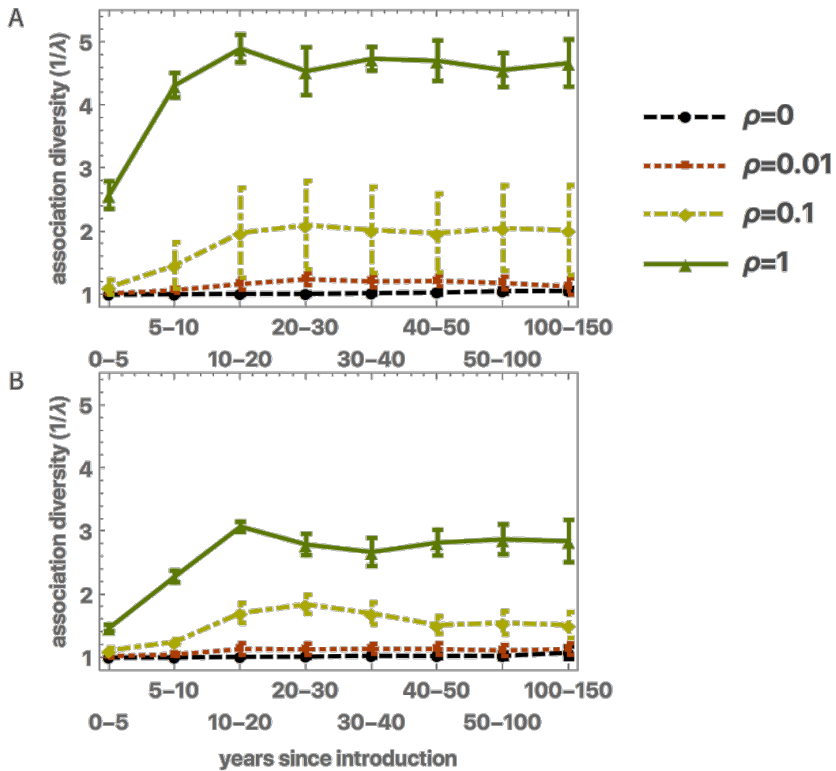 A
association diversity (1/λ)
5
4
3
2
1
5–10 20–30 40–50 100–150
0–5 10–20 30–40 50–100
ρ=0
ρ=0.01
ρ=0.1
ρ=1
B
association diversity (1/λ)
5
4
3
2
1
5–10 20–30 40–50 100–150
0–5 10–20 30–40 50–100
years since introduction